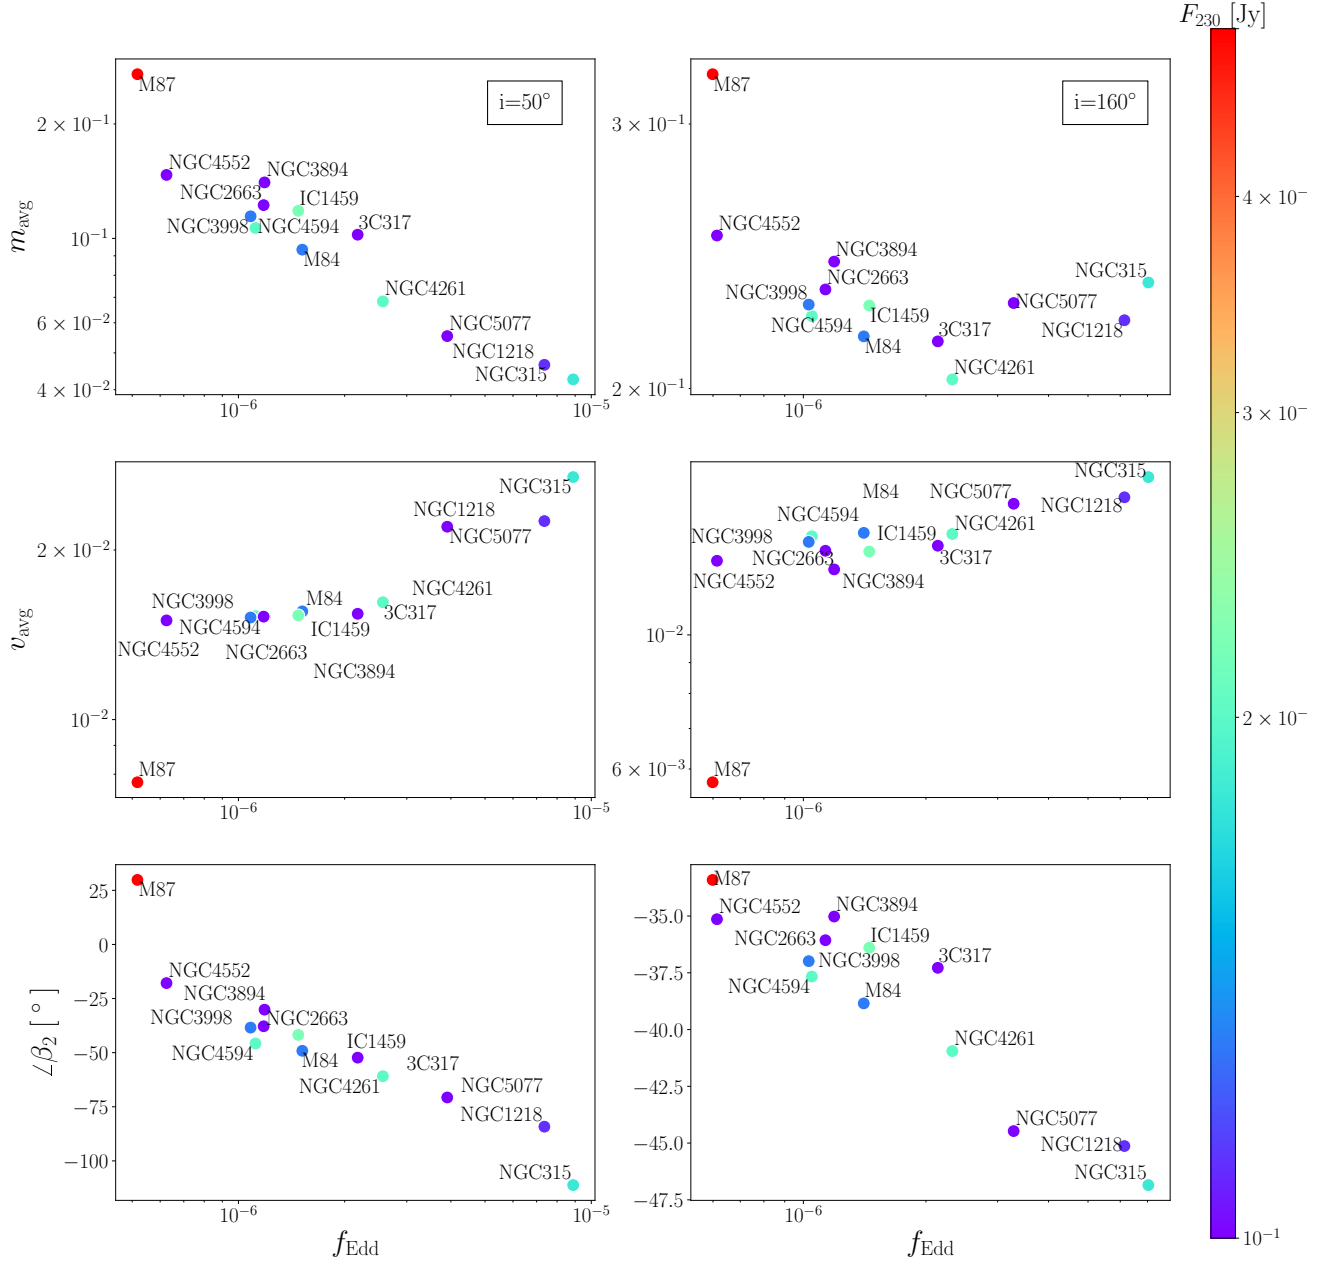 F₂₃₀ [Jy]
i=50°
M87
NGC4552
NGC3894
NGC2663
IC1459
NGC3998
NGC4594
3C317
M84
NGC4261
NGC5077
NGC1218
NGC315
2 × 10⁻¹
10⁻¹
6 × 10⁻²
4 × 10⁻²
m_avg
10⁻⁶
10⁻⁵
i=160°
M87
NGC4552
NGC3894
NGC2663
NGC3998
NGC4594
IC1459
M84
3C317
NGC4261
NGC5077
NGC315
NGC1218
3 × 10⁻¹
2 × 10⁻¹
10⁻⁶
NGC315
NGC1218
NGC5077
NGC4261
3C317
M84
IC1459
NGC3998
NGC4594
NGC4552
NGC2663
NGC3894
M87
2 × 10⁻²
10⁻²
v_avg
10⁻⁶
10⁻⁵
NGC315
M84
NGC5077
NGC1218
NGC4594
NGC4261
NGC3998
IC1459
NGC2663
3C317
NGC4552
NGC3894
M87
10⁻²
6 × 10⁻³
10⁻⁶
M87
NGC4552
NGC3894
NGC3998
NGC2663
NGC4594
M84
IC1459
NGC4261
3C317
NGC5077
NGC1218
NGC315
25
0
−25
−50
−75
−100
∠β₂ [ ° ]
10⁻⁶
10⁻⁵
f_Edd
M87
NGC4552
NGC3894
NGC2663
IC1459
NGC3998
3C317
NGC4594
M84
NGC4261
NGC5077
NGC1218
NGC315
−35.0
−37.5
−40.0
−42.5
−45.0
−47.5
10⁻⁶
f_Edd
4 × 10⁻
3 × 10⁻
2 × 10⁻
10⁻¹